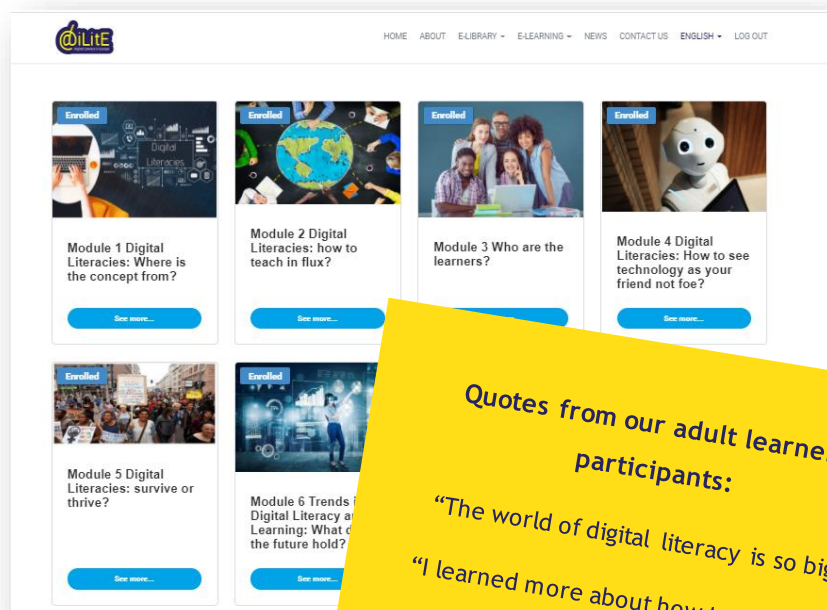 @iLitE
HOME ABOUT E-LIBRARY E-LEARNING NEWS CONTACT US ENGLISH LOG OUT
Enrolled
Digital
Literacies
Module 1 Digital
Literacies: Where is
the concept from?
See more...
Enrolled
Module 2 Digital
Literacies: how to
teach in flux?
See more...
Enrolled
Module 3 Who are the
learners?
Enrolled
Module 4 Digital
Literacies: How to see
technology as your
friend not foe?
See more...
Enrolled
Module 5 Digital
Literacies: survive or
thrive?
See more...
Enrolled
Module 6 Trends
Digital Literacy
Learning: What
the future hold?
See more...
Quotes from our adult
participants:
“The world of digital literacy is so
“I learned more about how